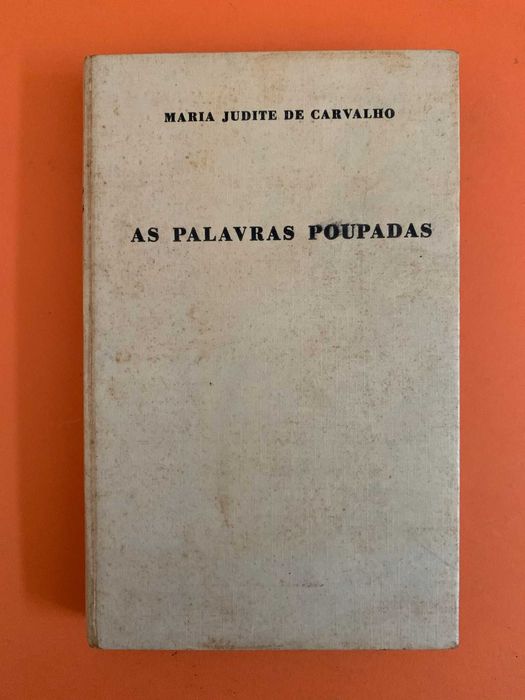 MARIA JUDITE DE CARVALHO
AS PALAVRAS POUPADAS